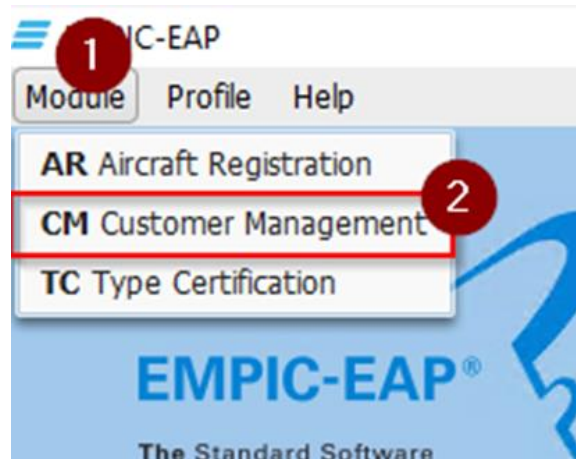 C-EAP
1
Module Profile Help
AR Aircraft Registration
2
CM Customer Management
TC Type Certification
EMPIC-EAP®
The Standard Software